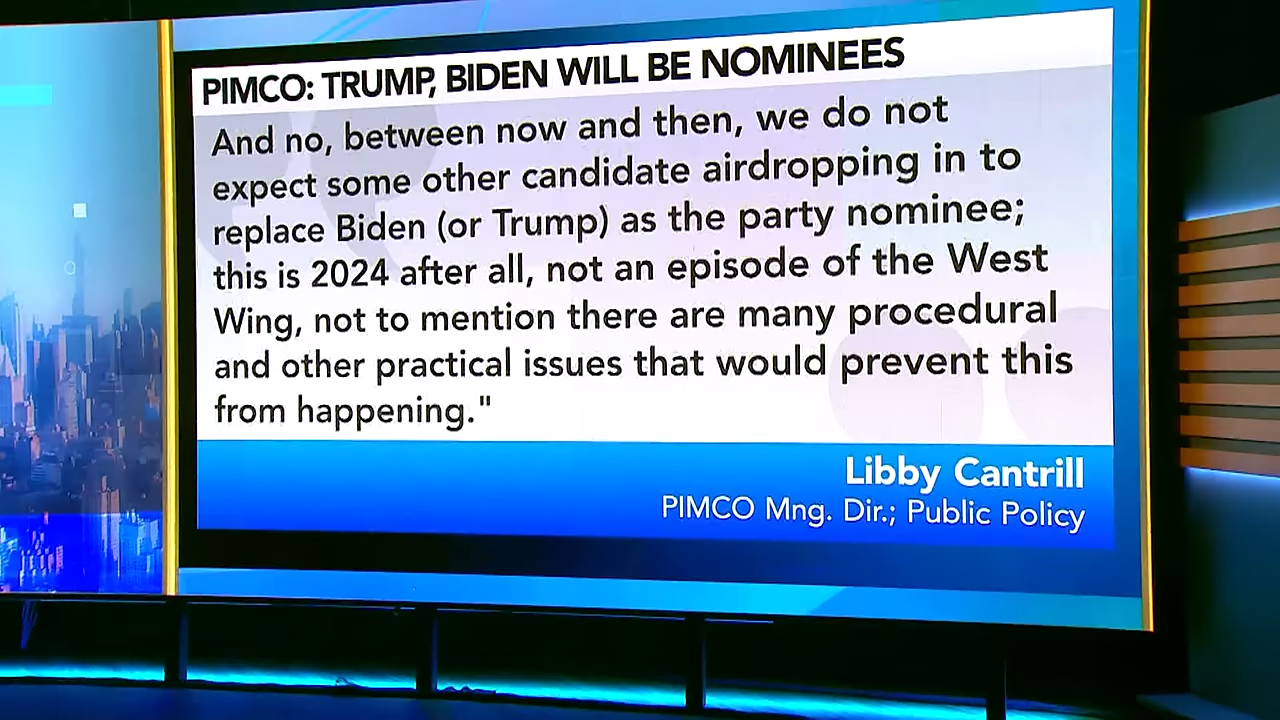 PIMCO: TRUMP, BIDEN WILL BE NOMINEES
And no, between now and then, we do not
expect some other candidate airdropping in to
replace Biden (or Trump) as the party nominee;
this is 2024 after all, not an episode of the West
Wing, not to mention there are many procedural
and other practical issues that would prevent this
from happening."
Libby Cantrill
PIMCO Mng. Dir.; Public Policy